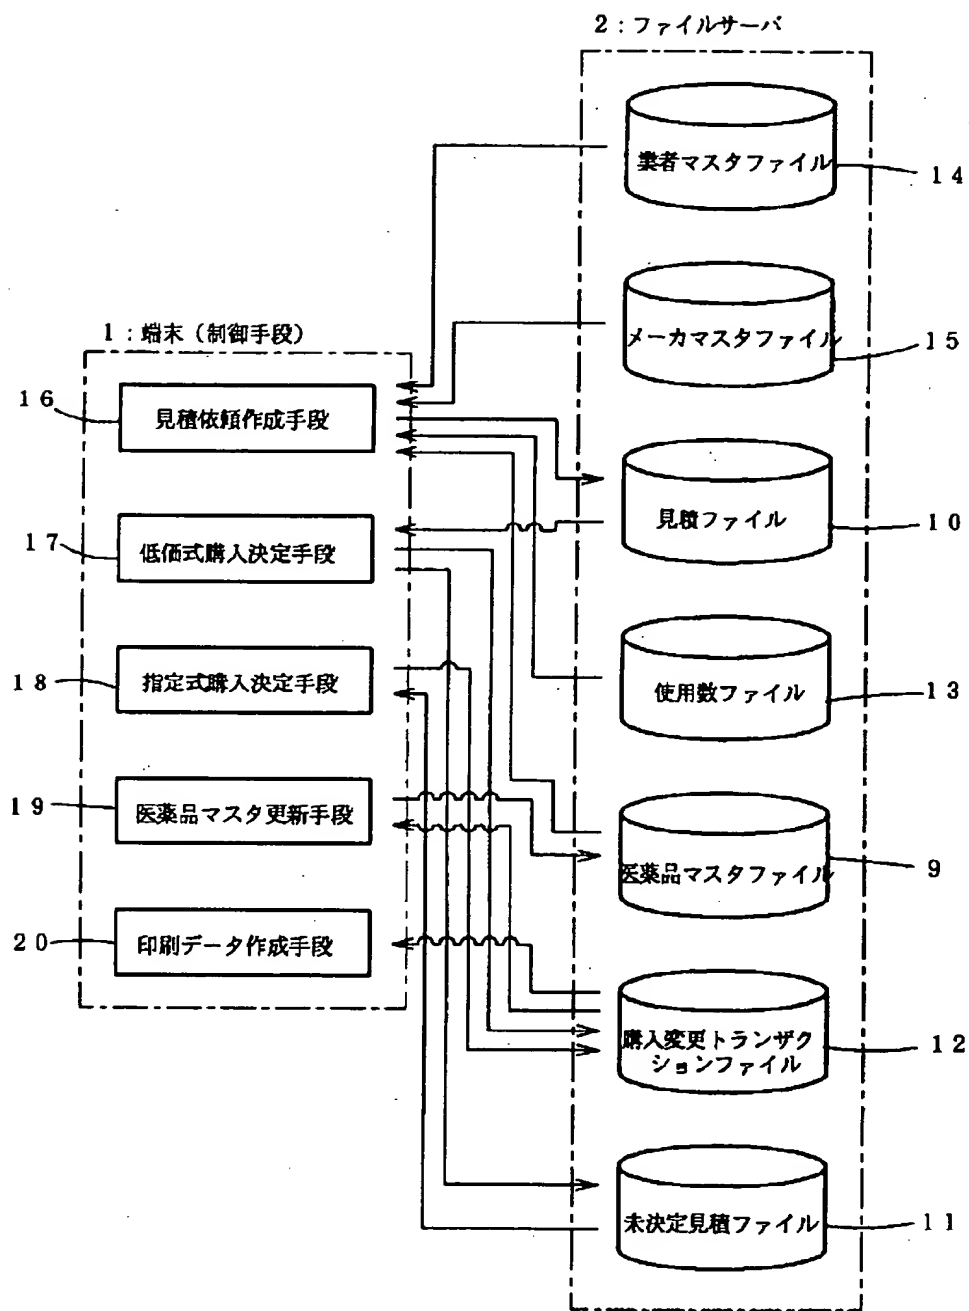 2：ファイルサーバ
業者マスタファイル
14
メーカマスタファイル
15
1：端末（制御手段）
16
見積依頼作成手段
見積ファイル
10
17
低価式購入決定手段
使用数ファイル
13
18
指定式購入決定手段
19
医薬品マスタ更新手段
医薬品マスタファイル
9
20
印刷データ作成手段
購入変更トランザク
ションファイル
12
未決定見積ファイル
11